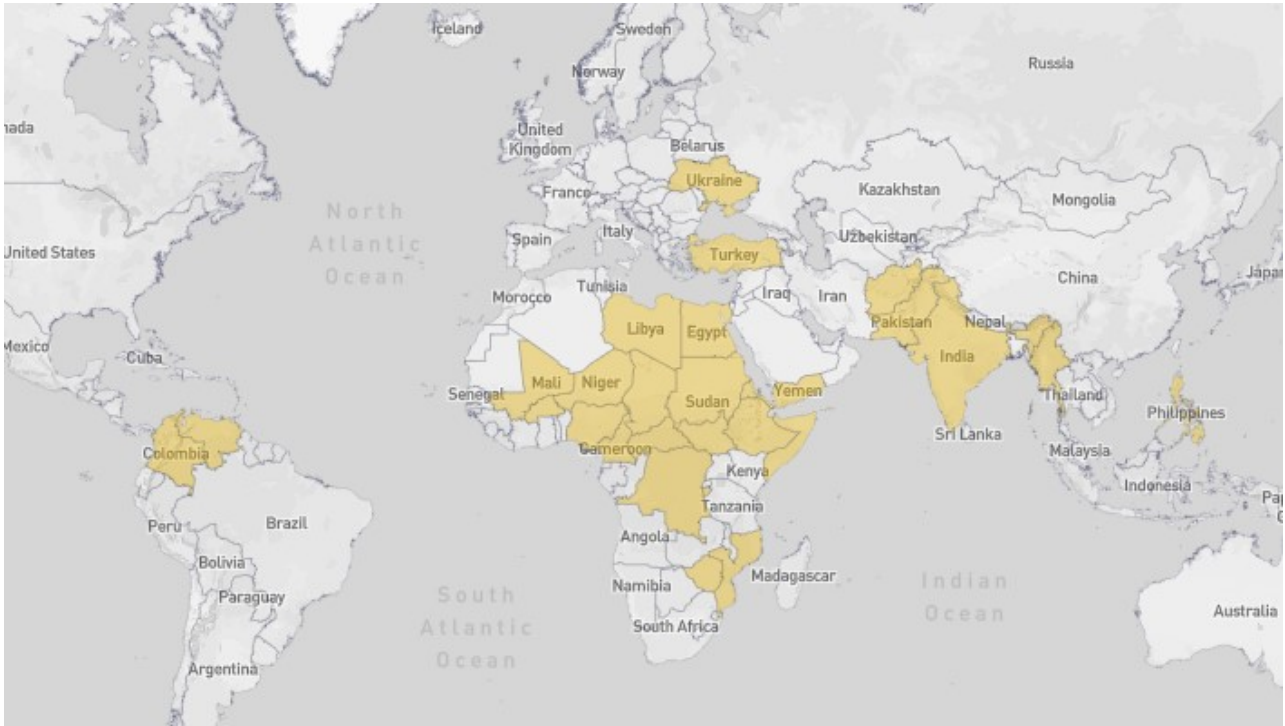 Iceland
Sweden
Norway
Russia
nada
United
Kingdom
Belarus
Ukraine
France
Kazakhstan
Mongolia
North
Atlantic
Ocean
United States
Spain
Italy
Turkey
Uzbekistan
China
Japan
Morocco
Tunisia
Iraq
Iran
Mexico
Cuba
Libya
Egypt
Pakistan
Nepal
India
Senegal
Mali
Niger
Sudan
Yemen
Thailand
Philippines
Colombia
Cameroon
Sri Lanka
Malaysia
Kenya
Indonesia
Pap
Peru
Brazil
Tanzania
Angola
Bolivia
Namibia
Madagascar
Paraguay
South
Atlantic
Ocean
Indian
Ocean
South Africa
Australia
Argentina